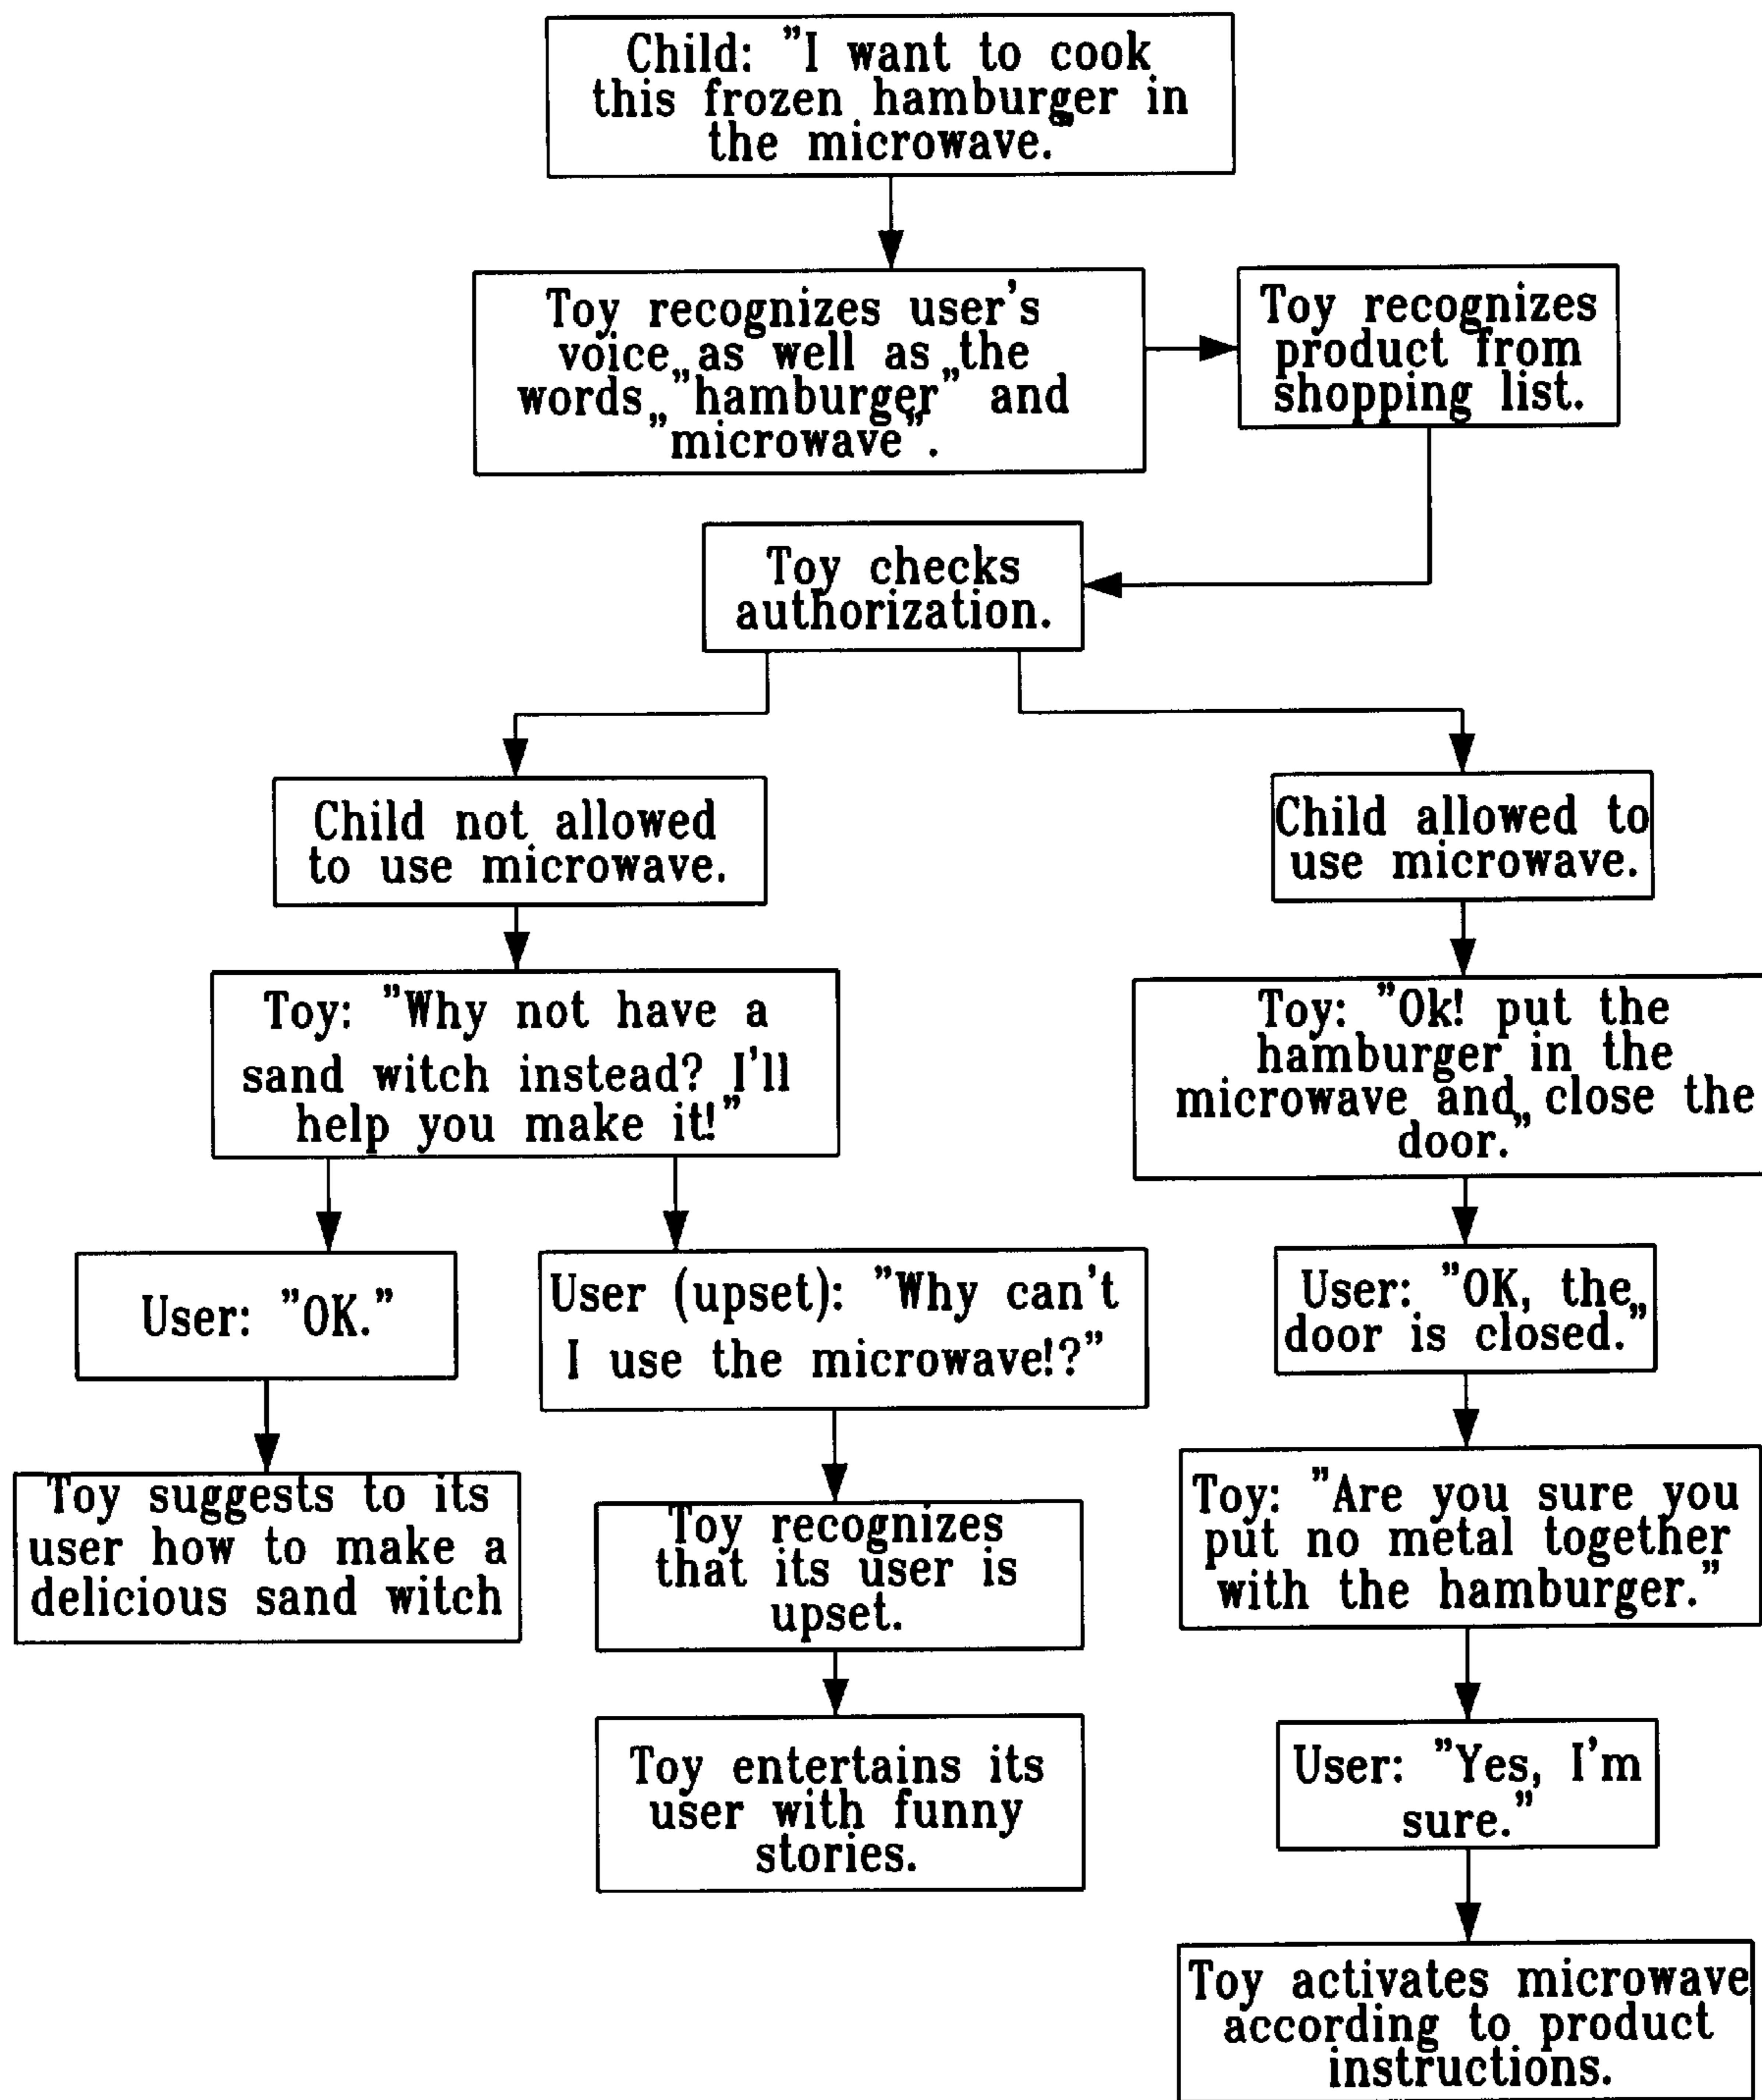 Child: "I want to cook
this frozen hamburger in
the microwave."
Toy recognizes user's
voice as well as the
words "hamburger" and
"microwave".
Toy recognizes
product from
shopping list.
Toy checks
authorization.
Child not allowed
to use microwave.
Child allowed to
use microwave.
Toy: "Why not have a
sand witch instead? I'll
help you make it!"
Toy: "Ok! put the
hamburger in the
microwave and close the
door."
User: "OK."
User (upset): "Why can't
I use the microwave!?"
User: "OK, the
door is closed."
Toy suggests to its
user how to make a
delicious sand witch
Toy recognizes
that its user is
upset.
Toy: "Are you sure you
put no metal together
with the hamburger."
Toy entertains its
user with funny
stories.
User: "Yes, I'm
sure."
Toy activates microwave
according to product
instructions.